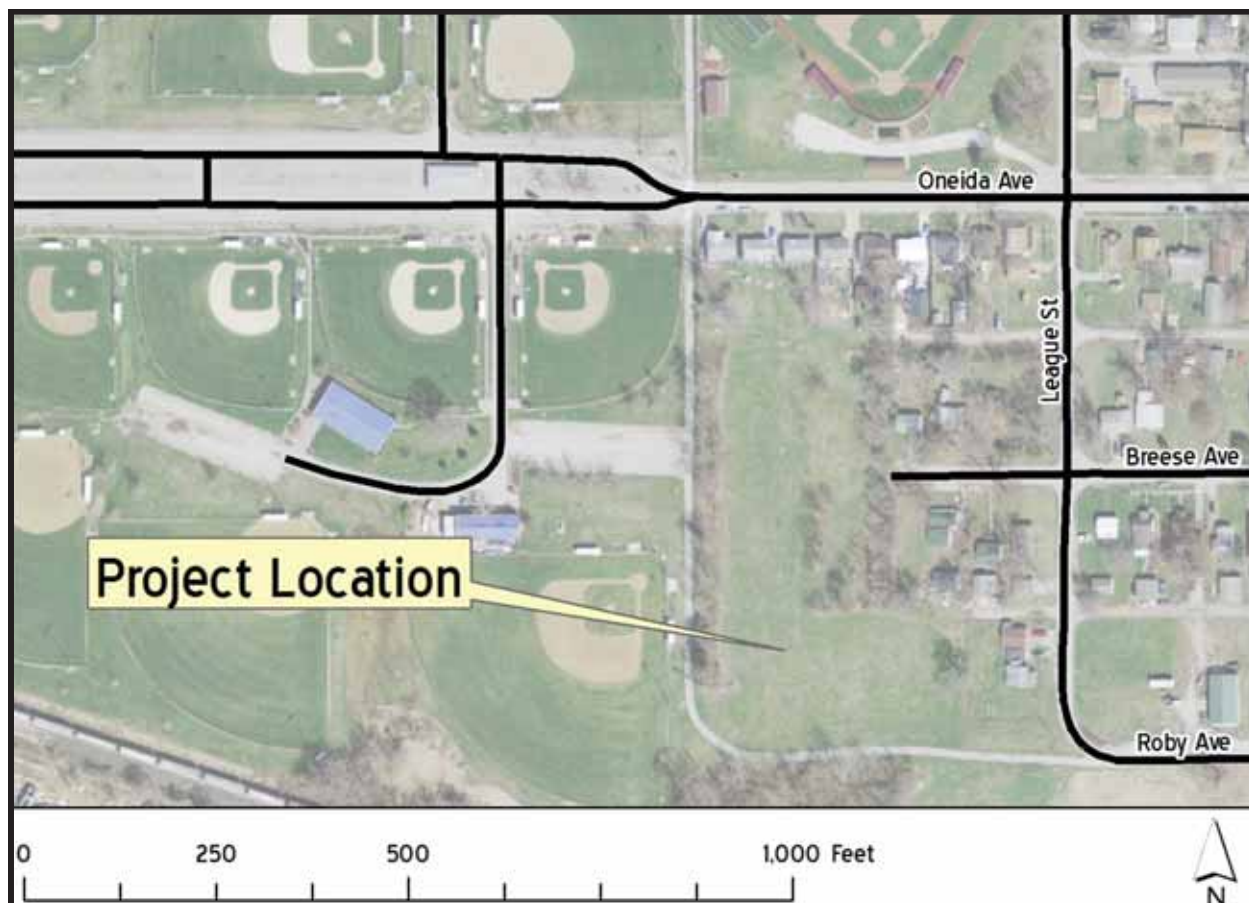 Oneida Ave
League St
Breese Ave
Project Location
Roby Ave
0 250 500 1,000 Feet
N